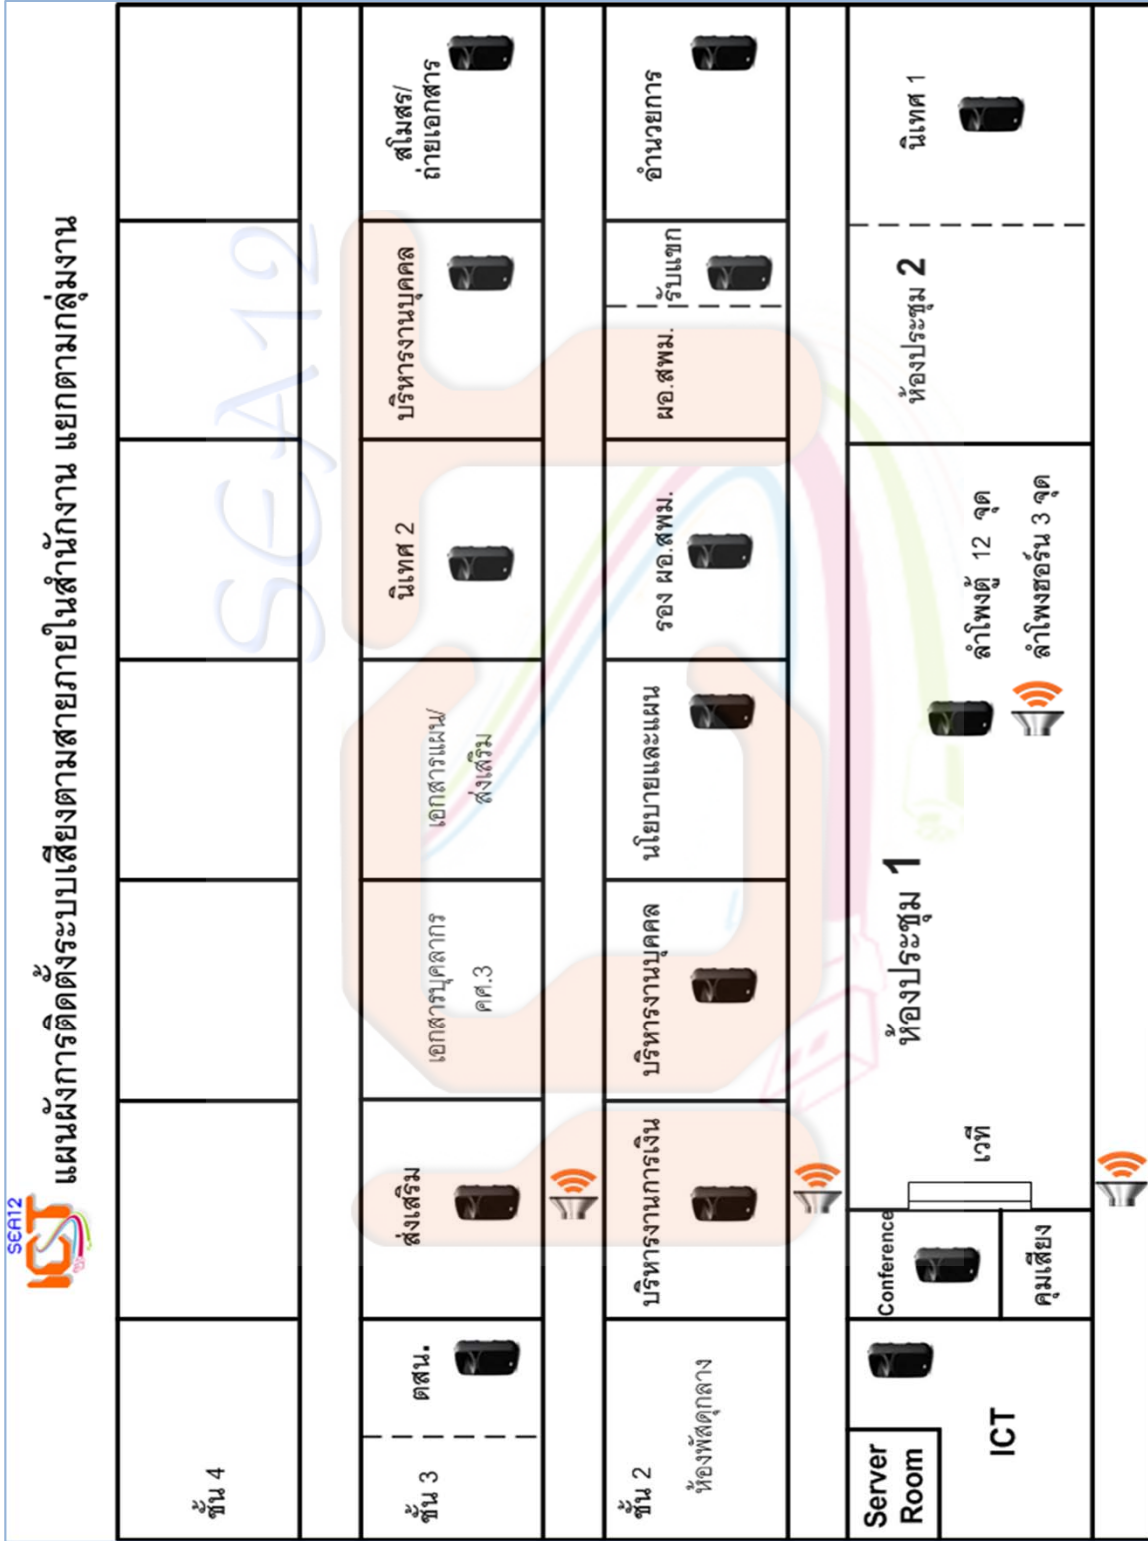 SEA12
ICT
แผนผังการติดตั้งระบบเสียงตามสายภายในสำนักงาน แยกตามกลุ่มงาน
SEA12
ชั้น 4
ชั้น 3
ตสน.
ส่งเสริม
เอกสารบุคลากร
คศ.3
เอกสารแผน/
ส่งเสริม
นิเทศ 2
บริหารงานบุคคล
สโมสร/
ถ่ายเอกสาร
ชั้น 2
ห้องพัสดุกลาง
บริหารงานการเงิน
บริหารงานบุคคล
นโยบายและแผน
รอง ผอ.สพม.
ผอ.สพม.
รับแขก
อำนวยการ
Server
Room
ICT
Conference
คุมเสียง
เวที
ห้องประชุม 1
ลำโพงตู้ 12 จุด
ลำโพงฮอร์น 3 จุด
ห้องประชุม 2
นิเทศ 1